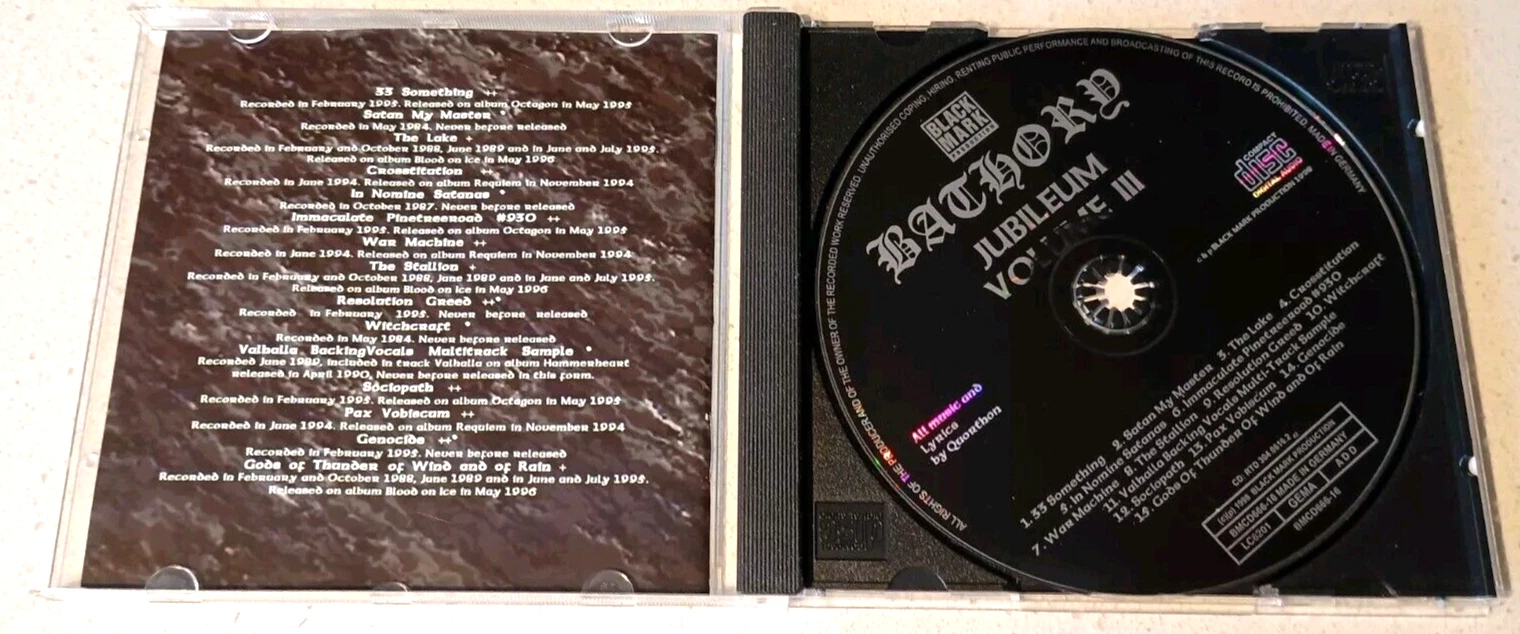 33 Something ++
Recorded in February 1995. Released on album Octagon in May 1995
Satan My Master *
Recorded in May 1984. Never before released
The Lake +
Recorded in February and October 1988, June 1989 and in June and July 1995.
Released on album Blood on Ice in May 1996
Crosstitation ++
Recorded in June 1994. Released on album Requiem in November 1994
In Nomine Satanas *
Recorded in October 1987. Never before released
Immaculate Pinetreeroad #930 ++
Recorded in February 1995. Released on album Octagon in May 1995
War Machine ++
Recorded in June 1994. Released on album Requiem in November 1994
The Stallion +
Recorded in February and October 1988, June 1989 and in June and July 1995.
Released on album Blood on Ice in May 1996
Resolution Greed ++*
Recorded in February 1995. Never before released
Witchcraft *
Recorded in May 1984. Never before released
Valhalla BackingVocals Multitrack Sample *
Recorded June 1989, included in track Valhalla on album Hammerheart
released in April 1990, Never before released in this form.
Sociopath ++
Recorded in February 1995. Released on album Octagon in May 1995
Pax Vobiscum ++
Recorded in June 1994. Released on album Requiem in November 1994
Genocide ++*
Recorded in February 1995. Never before released
Gods of Thunder of Wind and of Rain +
Recorded in February and October 1988, June 1989 and in June and July 1995.
Released on album Blood on Ice in May 1996
ALL RIGHTS OF THE PRODUCER AND OF THE OWNER OF THE RECORDED WORK RESERVED. UNAUTHORISED COPING, HIRING, RENTING PUBLIC PERFORMANCE AND BROADCASTING OF THIS RECORD IS PROHIBITED. MADE IN GERMANY
BLACK
MARK
PRODUCTION
BATHORY
JUBILEUM
VOLUME III
COMPACT
disc
DIGITAL AUDIO
c & p BLACK MARK PRODUCTION 1998
All music and
Lyrics
by Quorthon
1. 33 Something 2. Satan My Master 3. The Lake 4. Crosstitation
5. In Nomine Satanas 6. Immaculate Pinetreeroad #930
7. War Machine 8. The Stallion 9. Resolution Greed 10. Witchcraft
11. Valhalla Backing Vocals Multi-Track Sample
12. Sociopath 13. Pax Vobiscum 14. Genocide
15. Gods Of Thunder Of Wind and Of Rain
(c)(p) 1998 BLACK MARK PRODUCTION
BMCD666-16 MADE IN GERMANY
LC6201 GEMA ADD
BMCD666-16